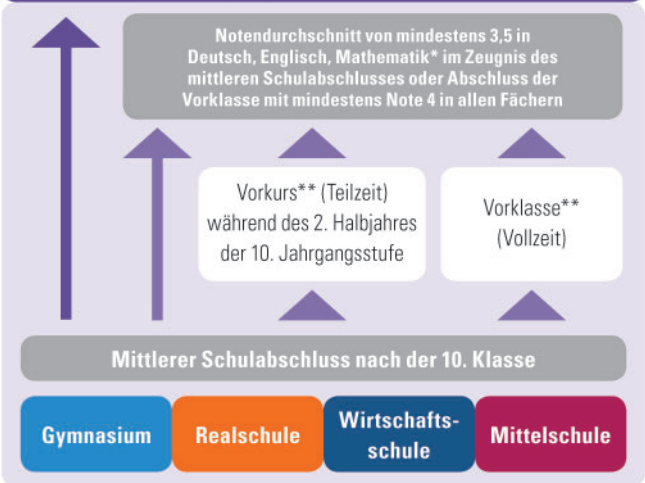 Notendurchschnitt von mindestens 3,5 in
Deutsch, Englisch, Mathematik* im Zeugnis des
mittleren Schulabschlusses oder Abschluss der
Vorklasse mit mindestens Note 4 in allen Fächern
Vorkurs** (Teilzeit)
während des 2. Halbjahres
der 10. Jahrgangsstufe
Vorklasse**
(Vollzeit)
Mittlerer Schulabschluss nach der 10. Klasse
Gymnasium
Realschule
Wirtschafts-
schule
Mittelschule